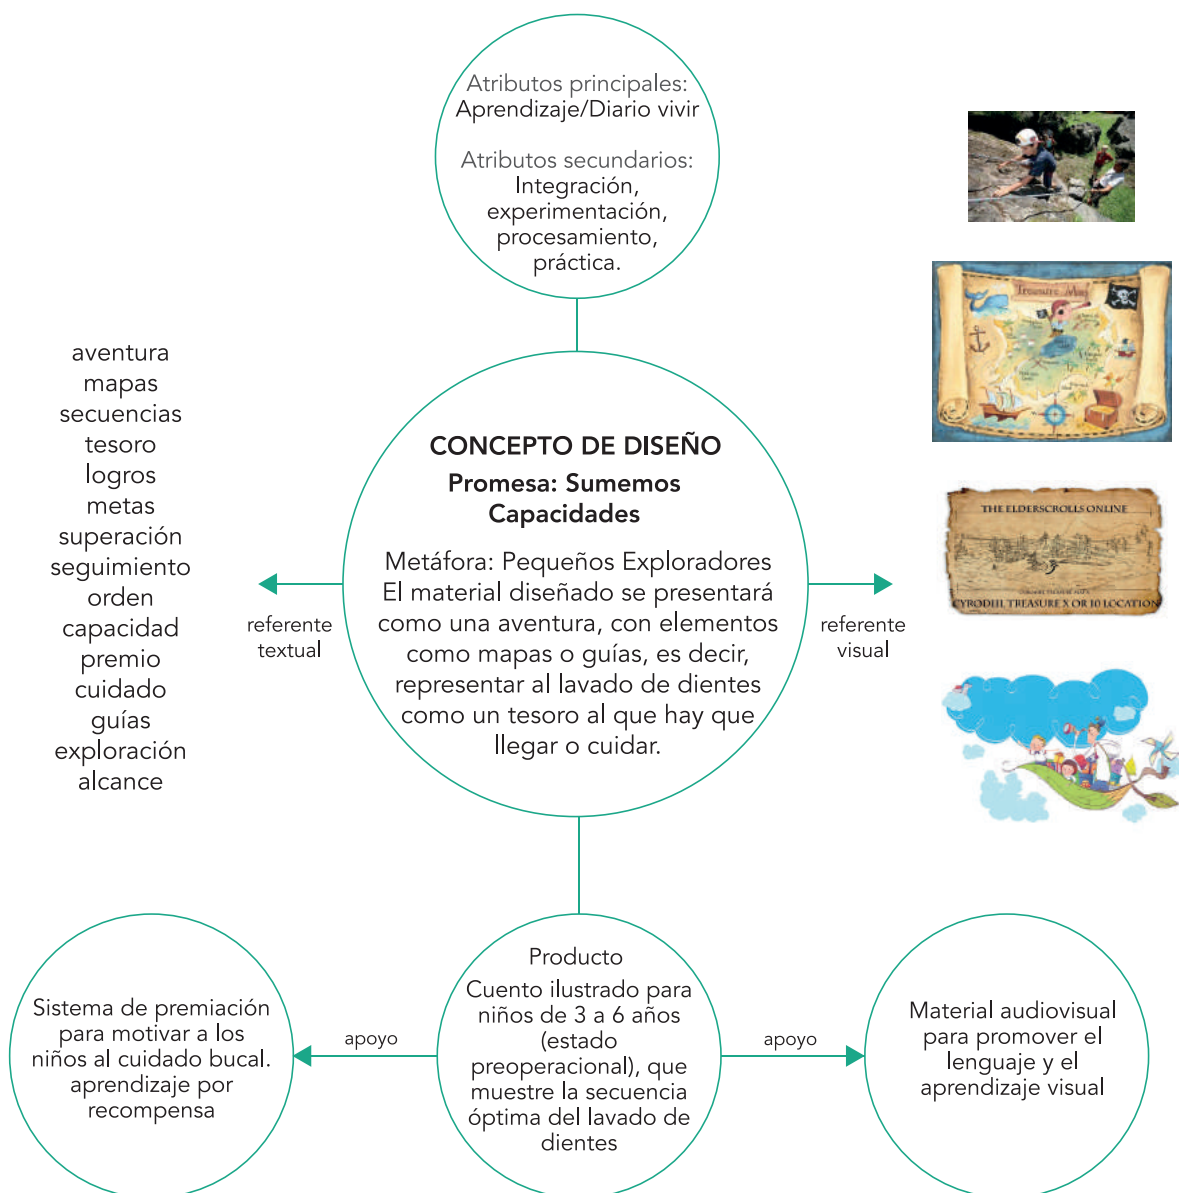 Atributos principales:
Aprendizaje/Diario vivir
Atributos secundarios:
Integración,
experimentación,
procesamiento,
práctica.
aventura
mapas
secuencias
tesoro
logros
metas
superación
seguimiento
orden
capacidad
premio
cuidado
guías
exploración
alcance
referente
textual
CONCEPTO DE DISEÑO
Promesa: Sumemos
Capacidades
Metáfora: Pequeños Exploradores
El material diseñado se presentará
como una aventura, con elementos
como mapas o guías, es decir,
representar al lavado de dientes
como un tesoro al que hay que
llegar o cuidar.
referente
visual
Treasure Map
THE ELDERSCROLLS ONLINE
CYRODIIL TREASURE MAP X
CYRODIIL TREASURE X OR 10 LOCATION
Sistema de premiación
para motivar a los
niños al cuidado bucal.
aprendizaje por
recompensa
apoyo
Producto
Cuento ilustrado para
niños de 3 a 6 años
(estado
preoperacional), que
muestre la secuencia
óptima del lavado de
dientes
apoyo
Material audiovisual
para promover el
lenguaje y el
aprendizaje visual